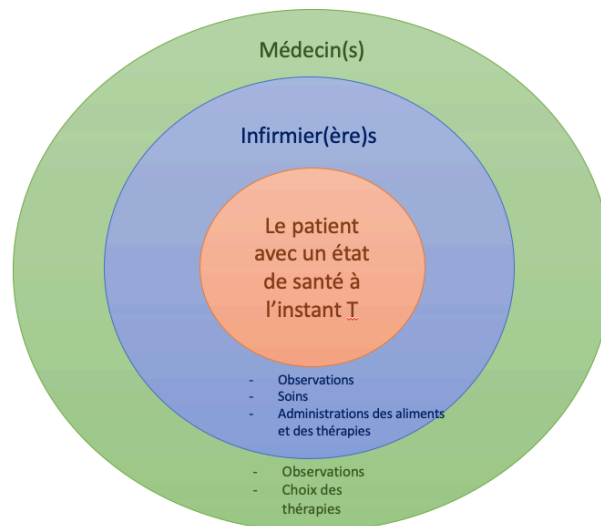 Médecin(s)
Infirmier(ère)s
Le patient
avec un état
de santé à
l’instant T
- Observations
- Soins
- Administrations des aliments
et des thérapies
- Observations
- Choix des
thérapies